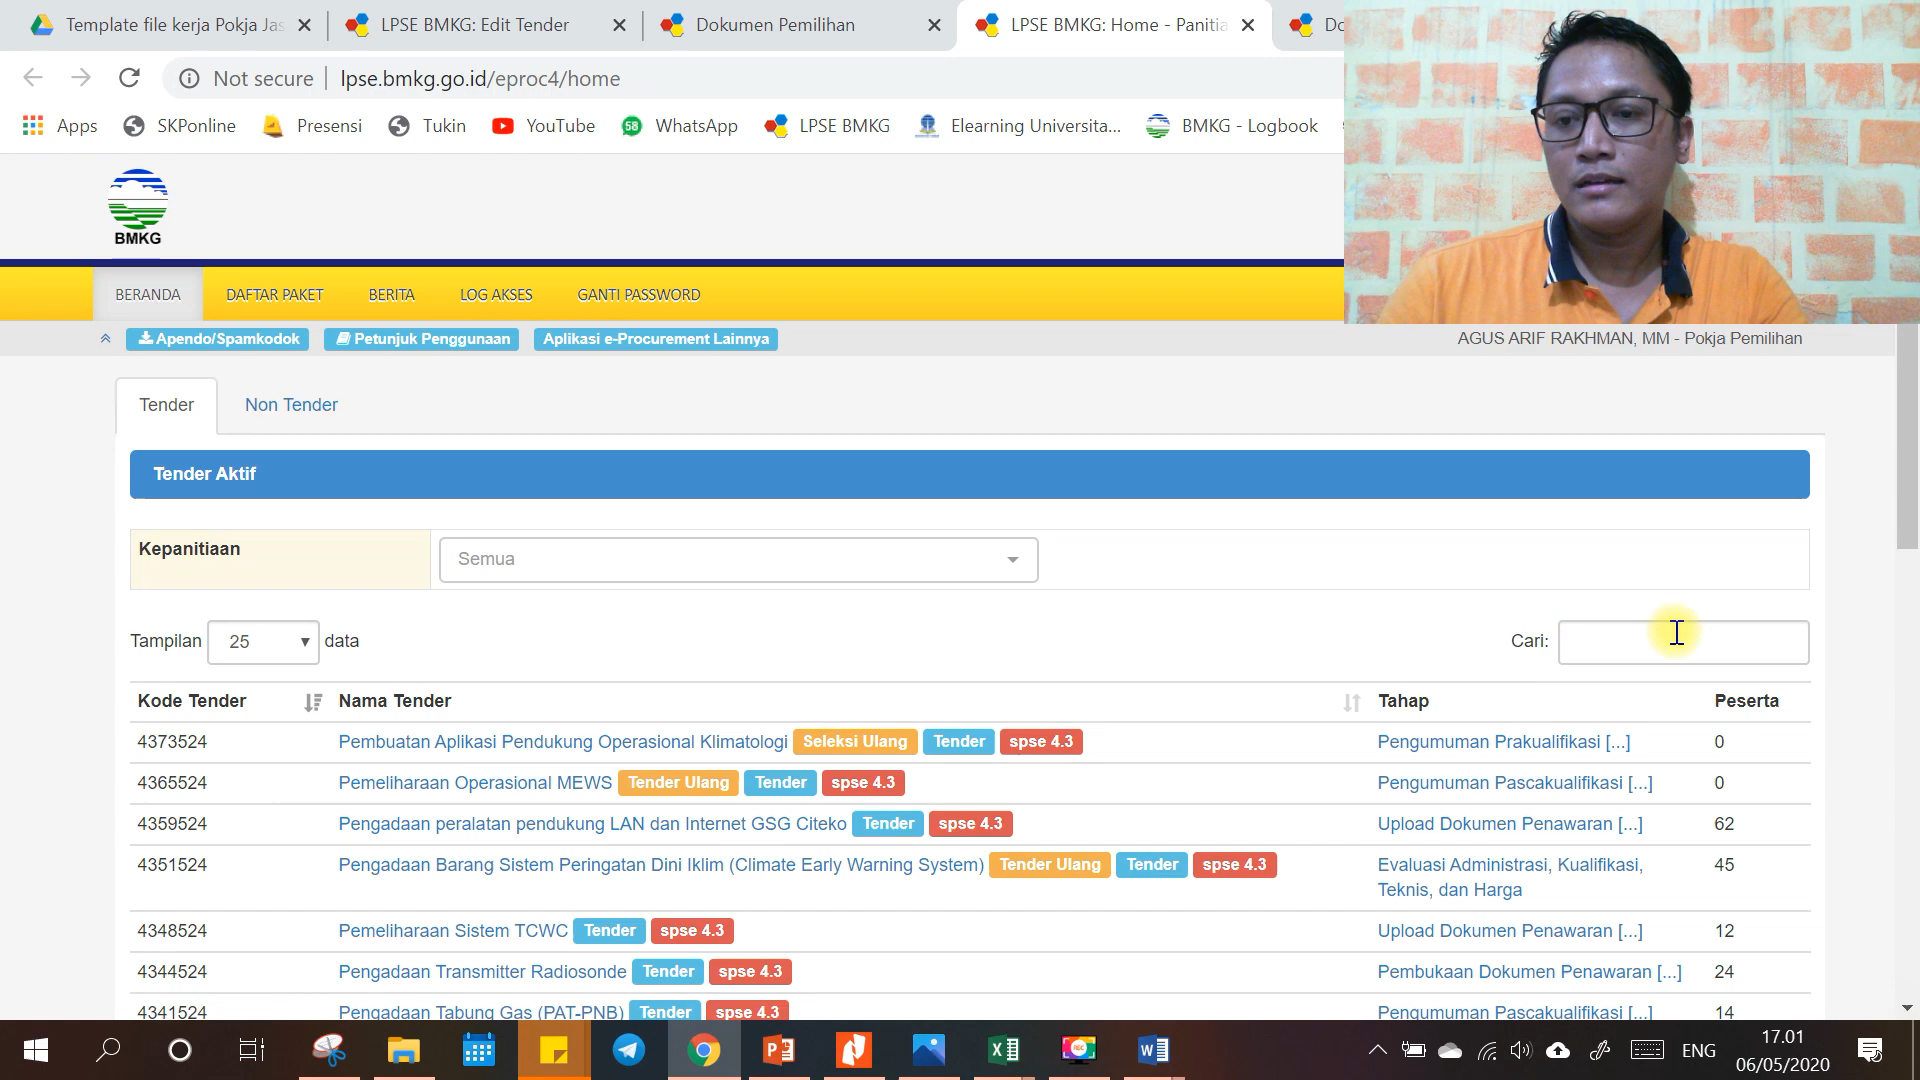 Template file kerja Pokja Jas
LPSE BMKG: Edit Tender
Dokumen Pemilihan
LPSE BMKG: Home - Panitia
Do
Not secure | lpse.bmkg.go.id/eproc4/home
Apps SKPonline Presensi Tukin YouTube 58 WhatsApp LPSE BMKG Elearning Universita... BMKG - Logbook
BMKG
BERANDA DAFTAR PAKET BERITA LOG AKSES GANTI PASSWORD
Apendo/Spamkodok Petunjuk Penggunaan Aplikasi e-Procurement Lainnya AGUS ARIF RAKHMAN, MM - Pokja Pemilihan
Tender Non Tender
Tender Aktif
Kepanitiaan Semua
Tampilan 25 data Cari:
Kode Tender Nama Tender Tahap Peserta
4373524 Pembuatan Aplikasi Pendukung Operasional Klimatologi Seleksi Ulang Tender spse 4.3 Pengumuman Prakualifikasi [...] 0
4365524 Pemeliharaan Operasional MEWS Tender Ulang Tender spse 4.3 Pengumuman Pascakualifikasi [...] 0
4359524 Pengadaan peralatan pendukung LAN dan Internet GSG Citeko Tender spse 4.3 Upload Dokumen Penawaran [...] 62
4351524 Pengadaan Barang Sistem Peringatan Dini Iklim (Climate Early Warning System) Tender Ulang Tender spse 4.3 Evaluasi Administrasi, Kualifikasi, 45
Teknis, dan Harga
4348524 Pemeliharaan Sistem TCWC Tender spse 4.3 Upload Dokumen Penawaran [...] 12
4344524 Pengadaan Transmitter Radiosonde Tender spse 4.3 Pembukaan Dokumen Penawaran [...] 24
4341524 Pengadaan Tabung Gas (PAT-PNB) Tender spse 4.3 Pengumuman Pascakualifikasi [...] 14
ENG 17.01
06/05/2020